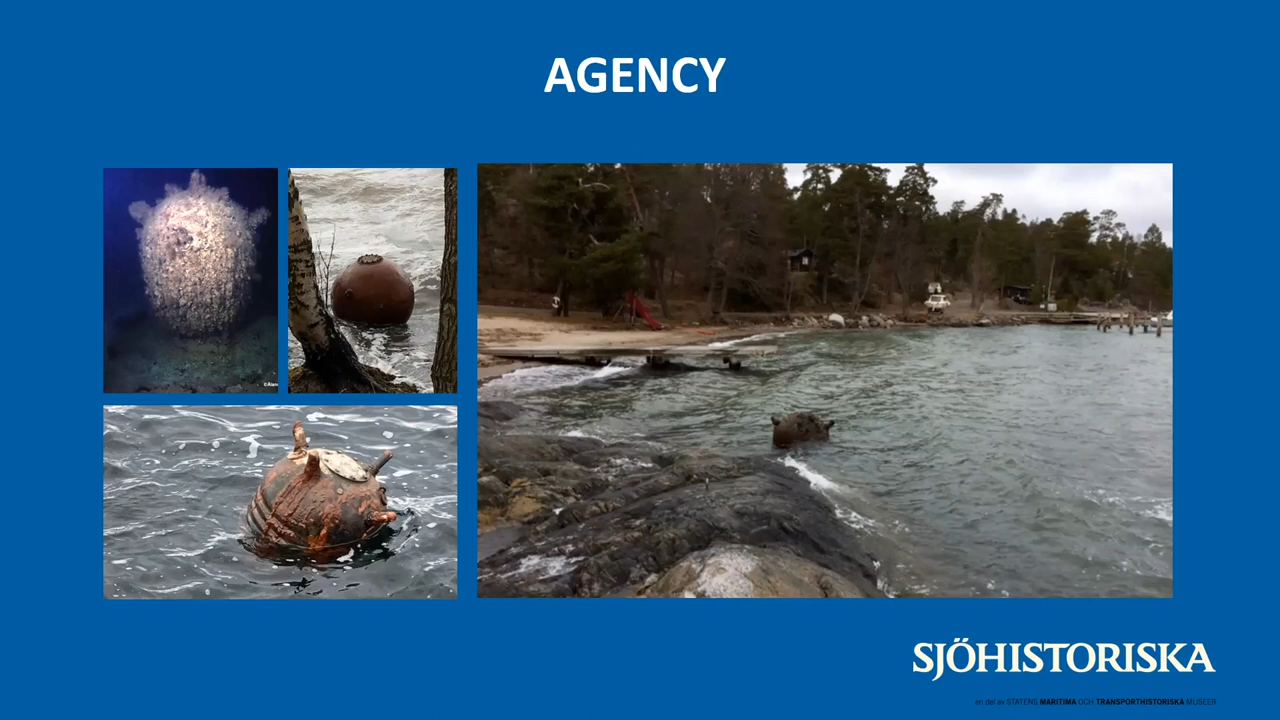 AGENCY
SJÖHISTORISKA
en del av STATENS MARITIMA OCH TRANSPORTHISTORISKA MUSEER